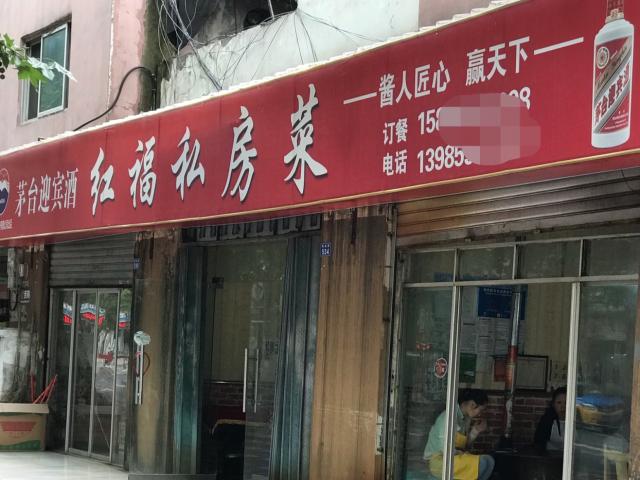 茅台迎宾酒
红福私房菜
酱人匠心 赢天下
订餐
电话 13985
534